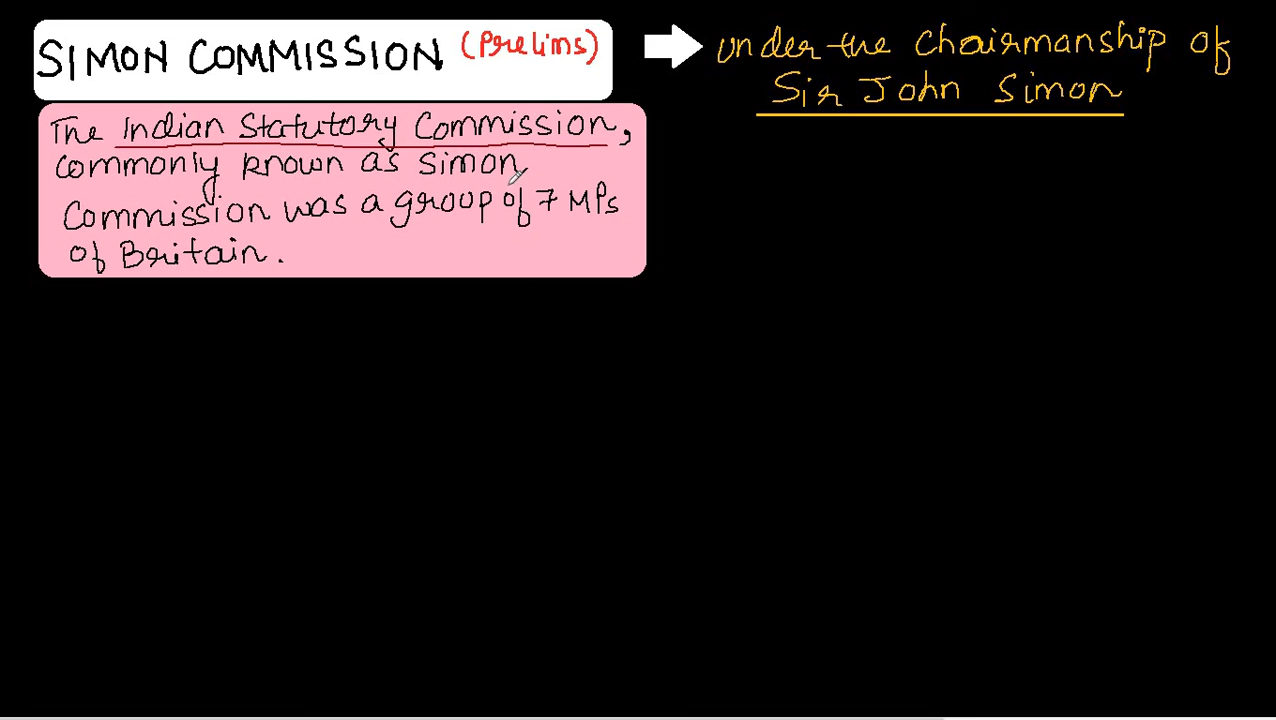 SIMON COMMISSION (Prelims)
under the Chairmanship of
Sir John Simon
The Indian Statutory Commission,
commonly known as Simon
Commission was a group of 7 MPs
of Britain.